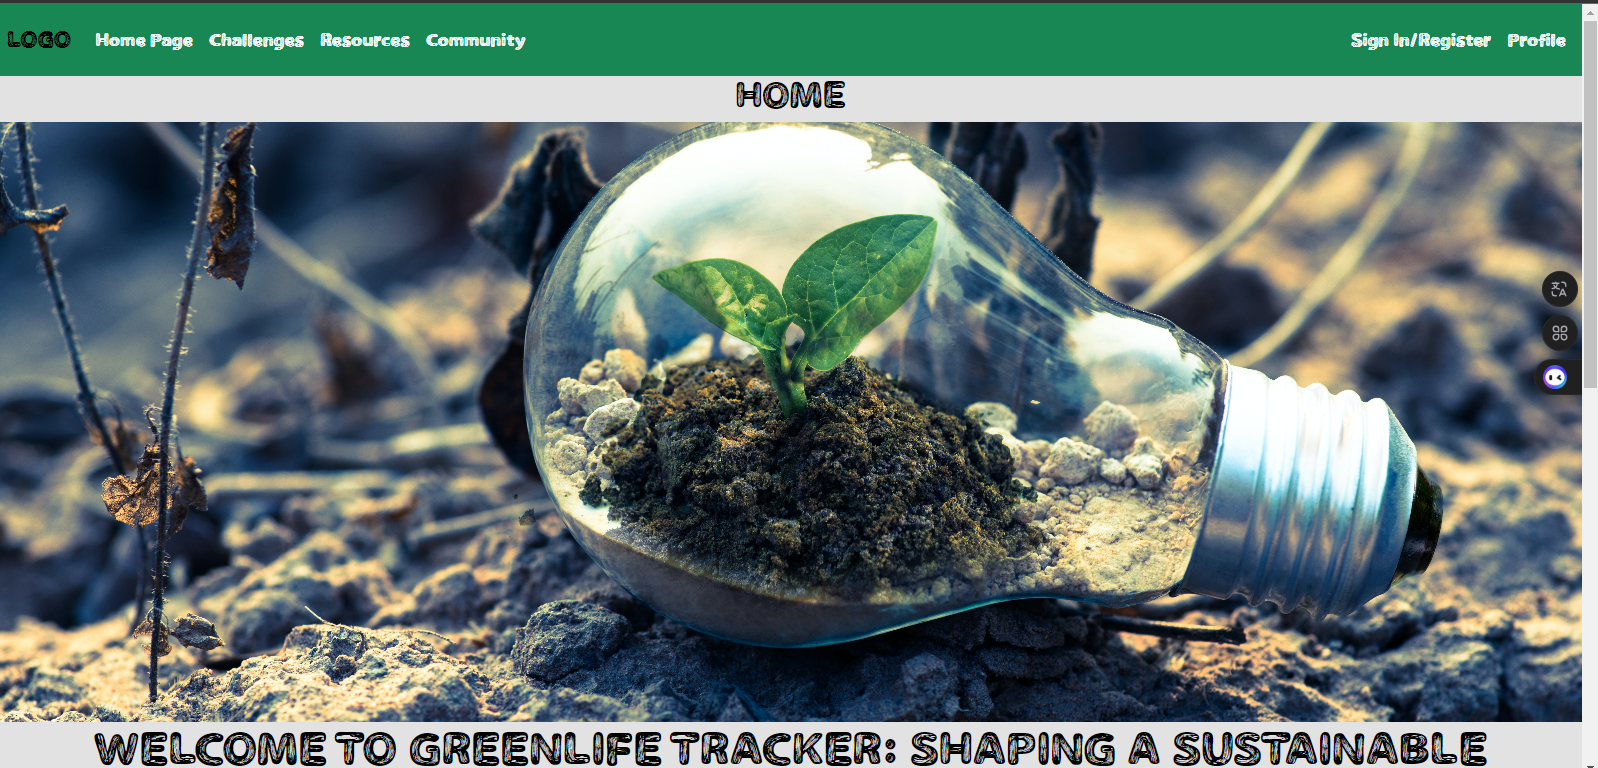 LOGO Home Page Challenges Resources Community Sign In/Register Profile
HOME
WELCOME TO GREENLIFE TRACKER: SHAPING A SUSTAINABLE